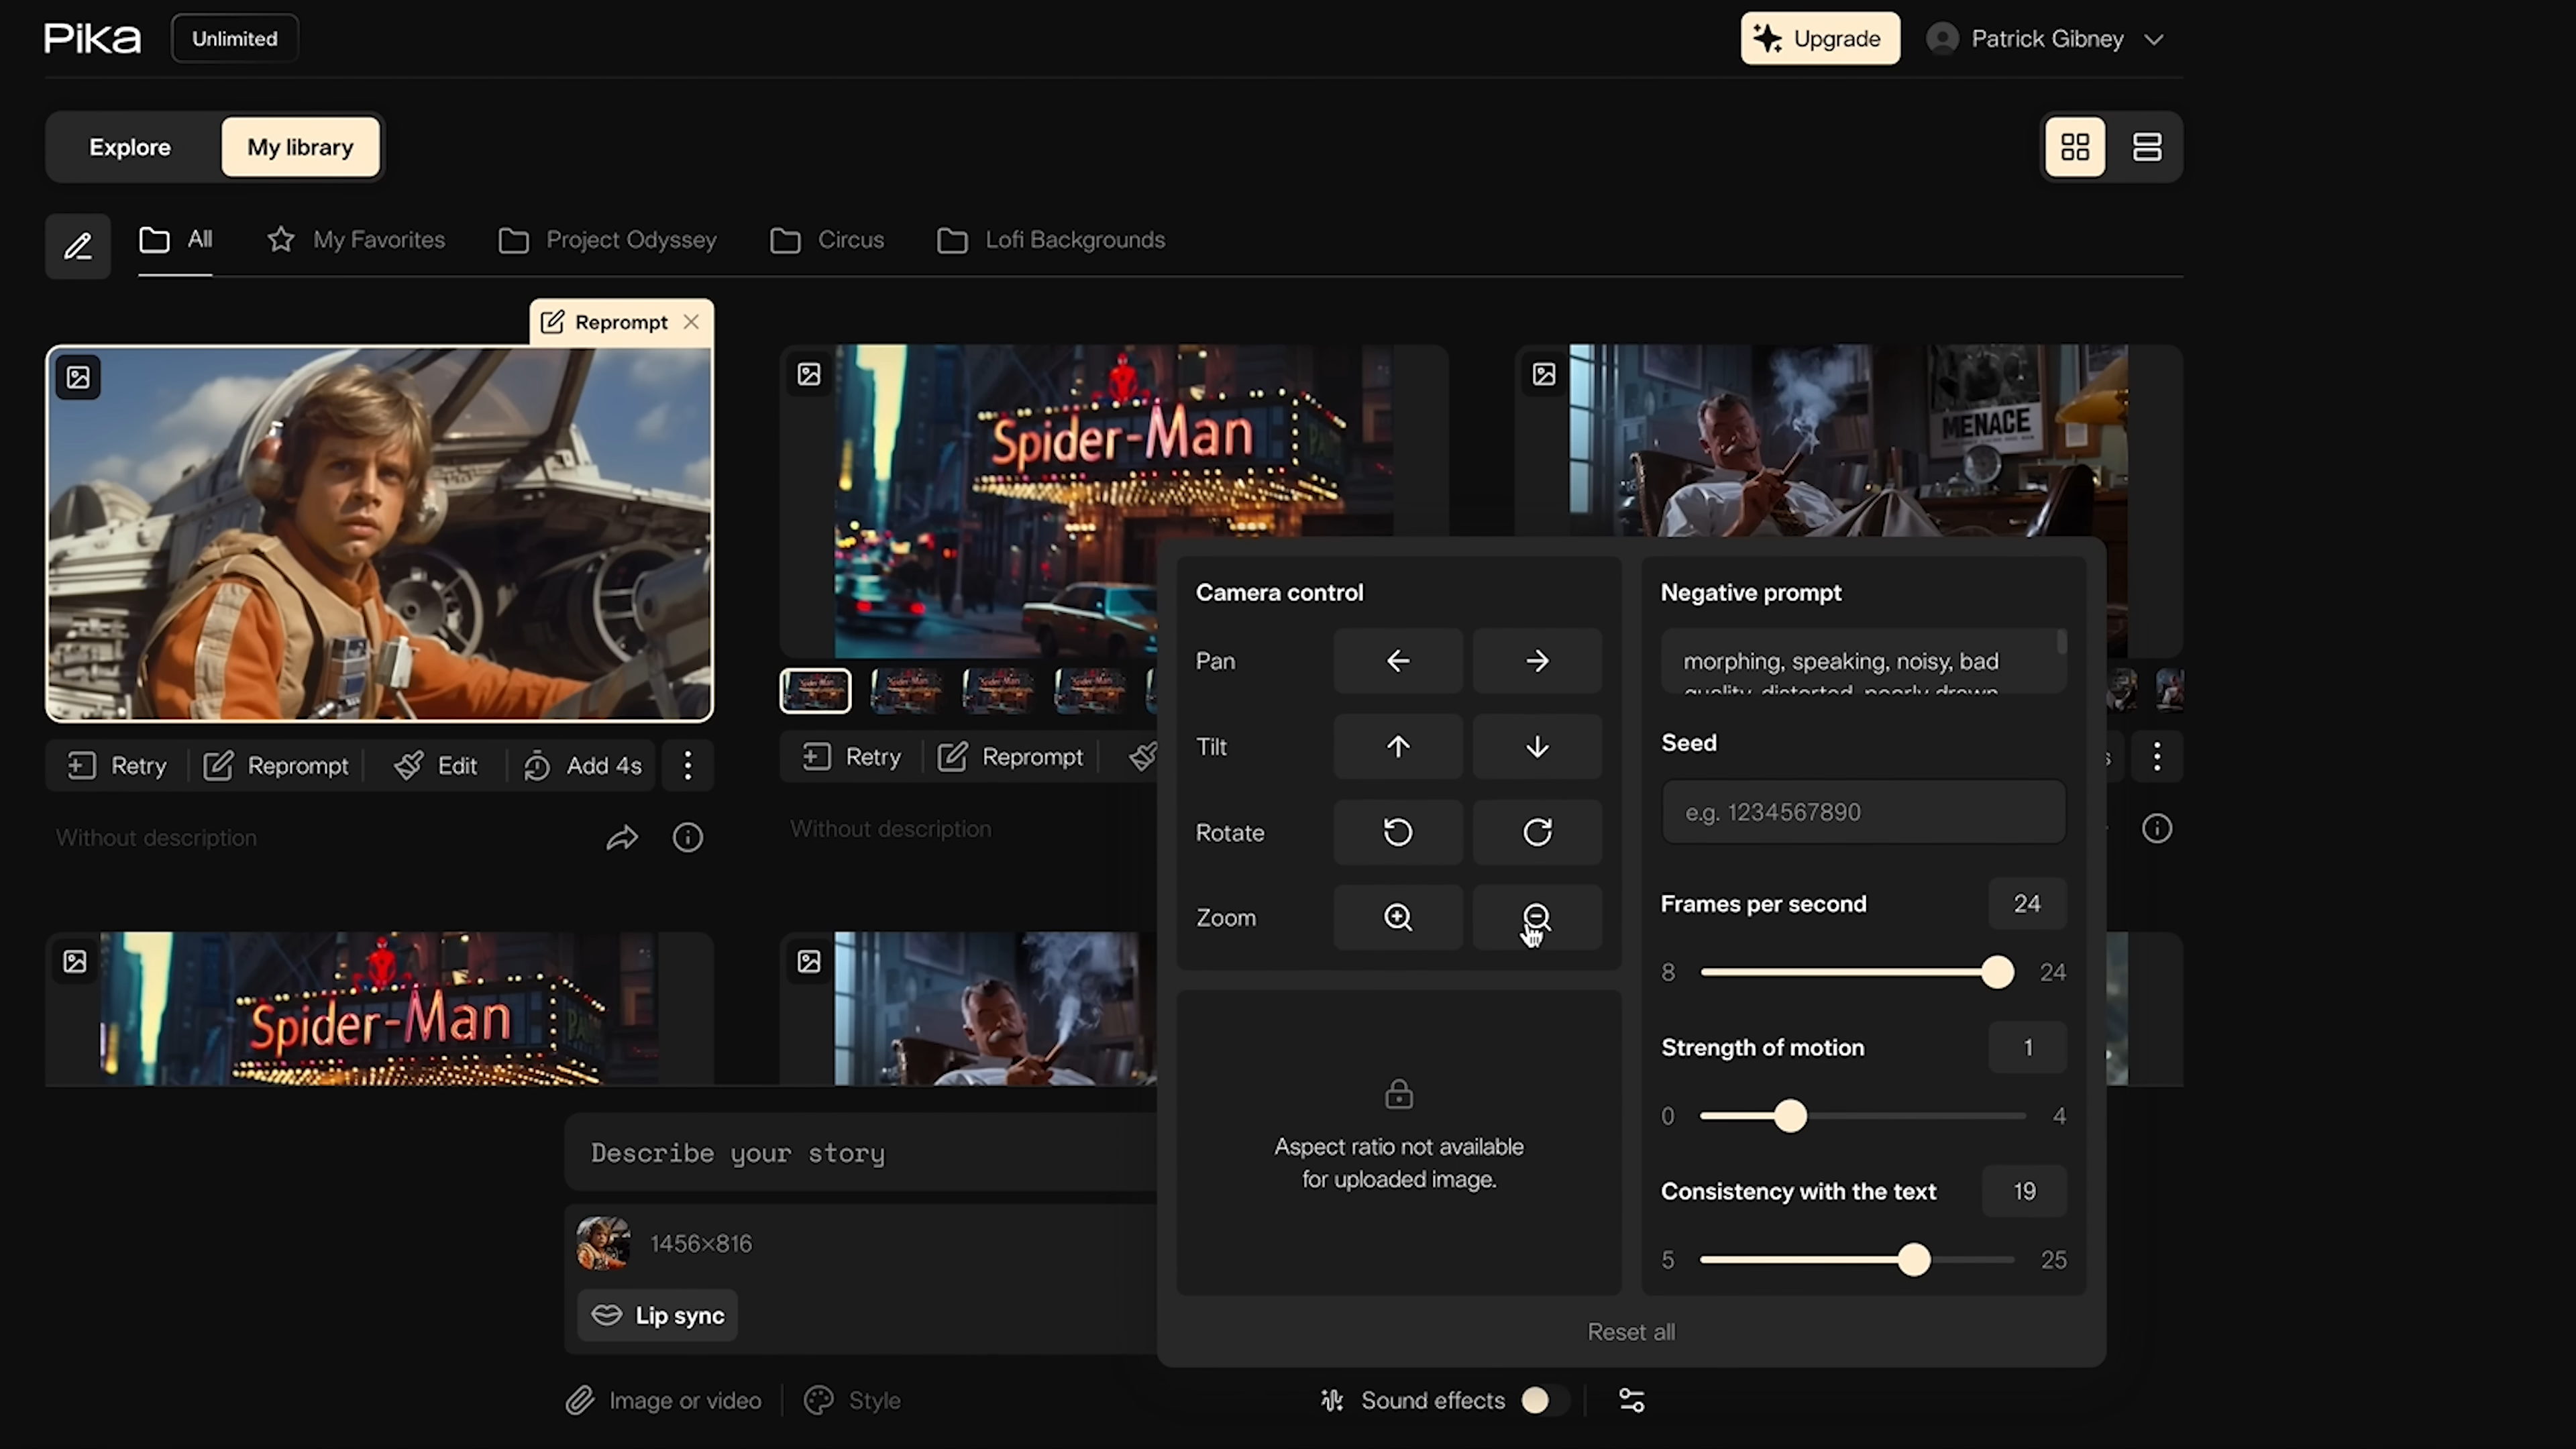 Pika
Unlimited
Upgrade
Patrick Gibney
Explore
My library
All
My Favorites
Project Odyssey
Circus
Lofi Backgrounds
Reprompt
Spider-Man
MENACE
Retry
Reprompt
Edit
Add 4s
Without description
Retry
Reprompt
Without description
Spider-Man
Camera control
Pan
Tilt
Rotate
Zoom
Aspect ratio not available
for uploaded image.
Negative prompt
morphing, speaking, noisy, bad
quality, distorted, poorly drawn
Seed
e.g. 1234567890
Frames per second
24
8
24
Strength of motion
1
0
4
Consistency with the text
19
5
25
Reset all
Describe your story
1456×816
Lip sync
Image or video
Style
Sound effects